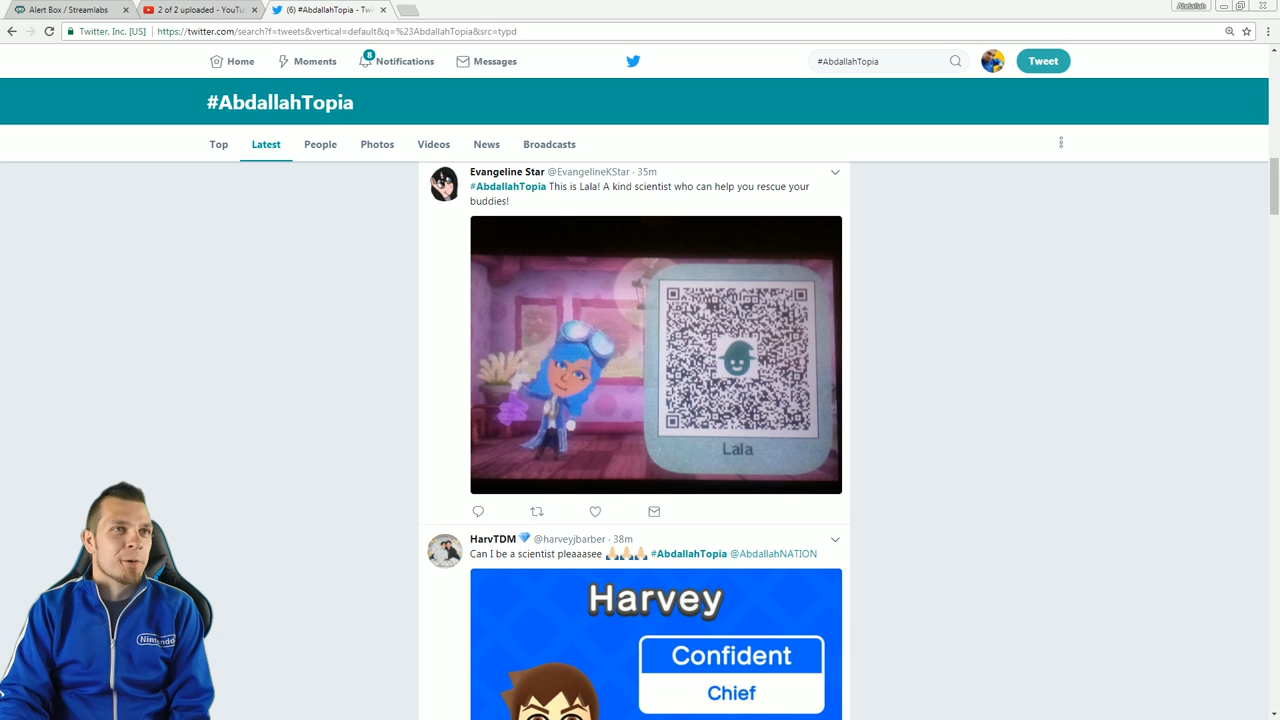 Alert Box / Streamlabs
2 of 2 uploaded - YouTu
(6) #AbdallahTopia - Twi
Abdallah
Twitter, Inc. [US]
https://twitter.com/search?f=tweets&vertical=default&q=%23AbdallahTopia&src=typd
Home
Moments
8
Notifications
Messages
#AbdallahTopia
Tweet
#AbdallahTopia
Top
Latest
People
Photos
Videos
News
Broadcasts
Evangeline Star @EvangelineKStar · 35m
#AbdallahTopia This is Lala! A kind scientist who can help you rescue your
buddies!
Lala
HarvTDM @harveyjbarber · 38m
Can I be a scientist pleaaasee 🙏🏻🙏🏻🙏🏻 #AbdallahTopia @AbdallahNATION
Harvey
Confident
Chief
Nintendo